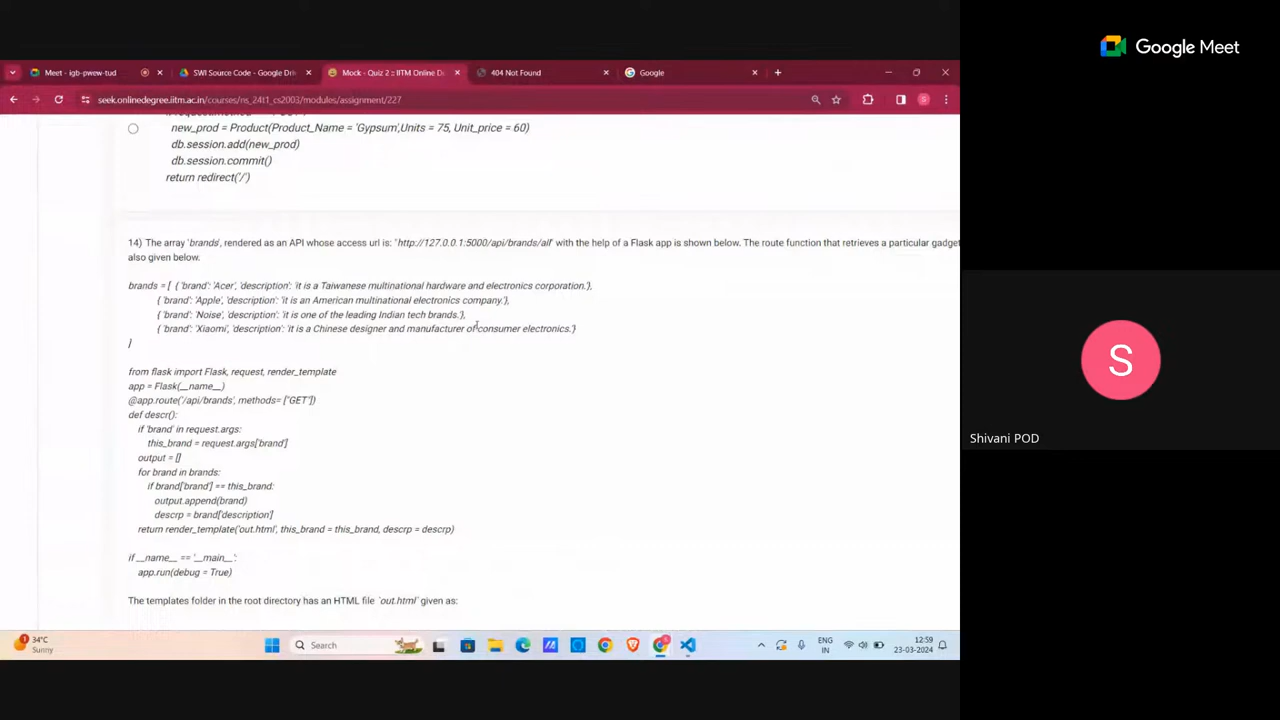 Google Meet
Meet - igb-pwew-tud
SWI Source Code - Google Dri
Mock - Quiz 2 :: IITM Online D
404 Not Found
Google
seek.onlinedegree.iitm.ac.in/courses/ns_24t1_cs2003/modules/assignment/227
new_prod = Product(Product_Name = 'Gypsum',Units = 75, Unit_price = 60)
db.session.add(new_prod)
db.session.commit()
return redirect('/')
14) The array 'brands', rendered as an API whose access url is: 'http://127.0.0.1:5000/api/brands/all' with the help of a Flask app is shown below. The route function that retrieves a particular gadget
also given below.
brands = [ { 'brand': 'Acer', 'description': 'it is a Taiwanese multinational hardware and electronics corporation.'},
{ 'brand': 'Apple', 'description': 'it is an American multinational electronics company.'},
{ 'brand': 'Noise', 'description': 'it is one of the leading Indian tech brands.'},
{ 'brand': 'Xiaomi', 'description': 'it is a Chinese designer and manufacturer of consumer electronics.'}
]
from flask import Flask, request, render_template
app = Flask(__name__)
@app.route('/api/brands', methods= ["GET"])
def descr():
if 'brand' in request.args:
this_brand = request.args['brand']
output = []
for brand in brands:
if brand['brand'] == this_brand:
output.append(brand)
descrp = brand['description']
return render_template('out.html', this_brand = this_brand, descrp = descrp)
if __name__ == '__main__':
app.run(debug = True)
The templates folder in the root directory has an HTML file `out.html` given as:
S
Shivani POD
34°C
Sunny
Search
ENG
IN
12:59
23-03-2024